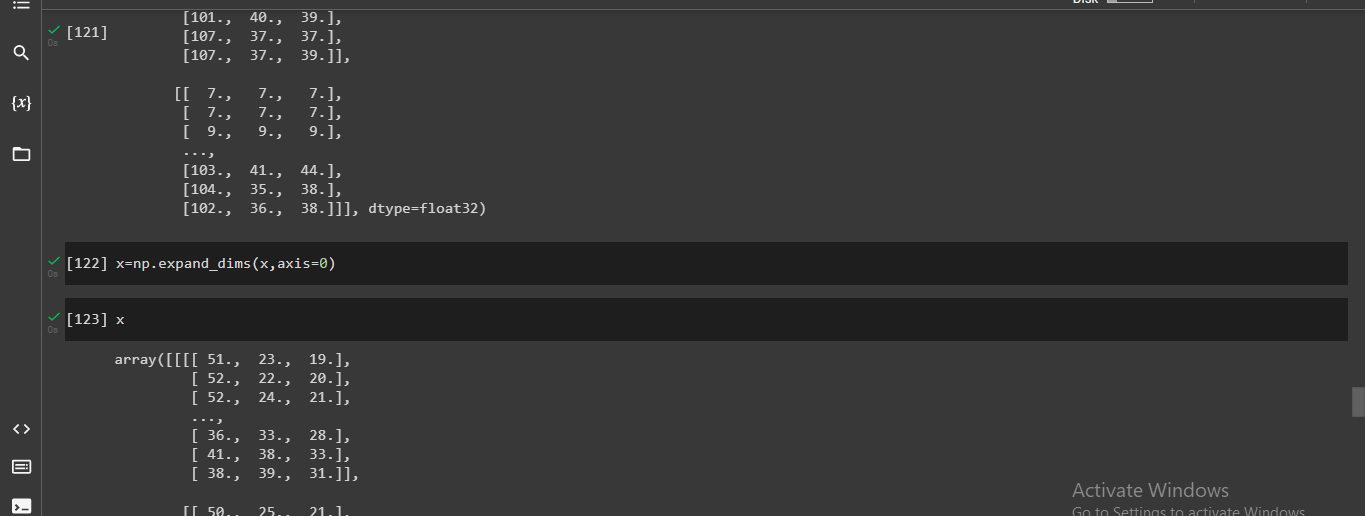 Disk
[101., 40., 39.],
[121]
[107., 37., 37.],
0s
[107., 37., 39.]],
{x}
[[ 7., 7., 7.],
[ 7., 7., 7.],
[ 9., 9., 9.],
...,
[103., 41., 44.],
[104., 35., 38.],
[102., 36., 38.]]], dtype=float32)
[122] x=np.expand_dims(x,axis=0)
0s
[123] x
0s
array([[[[ 51., 23., 19.],
[ 52., 22., 20.],
[ 52., 24., 21.],
...,
[ 36., 33., 28.],
[ 41., 38., 33.],
[ 38., 39., 31.]],
[[ 50., 25., 21.],
Activate Windows
Go to Settings to activate Windows.